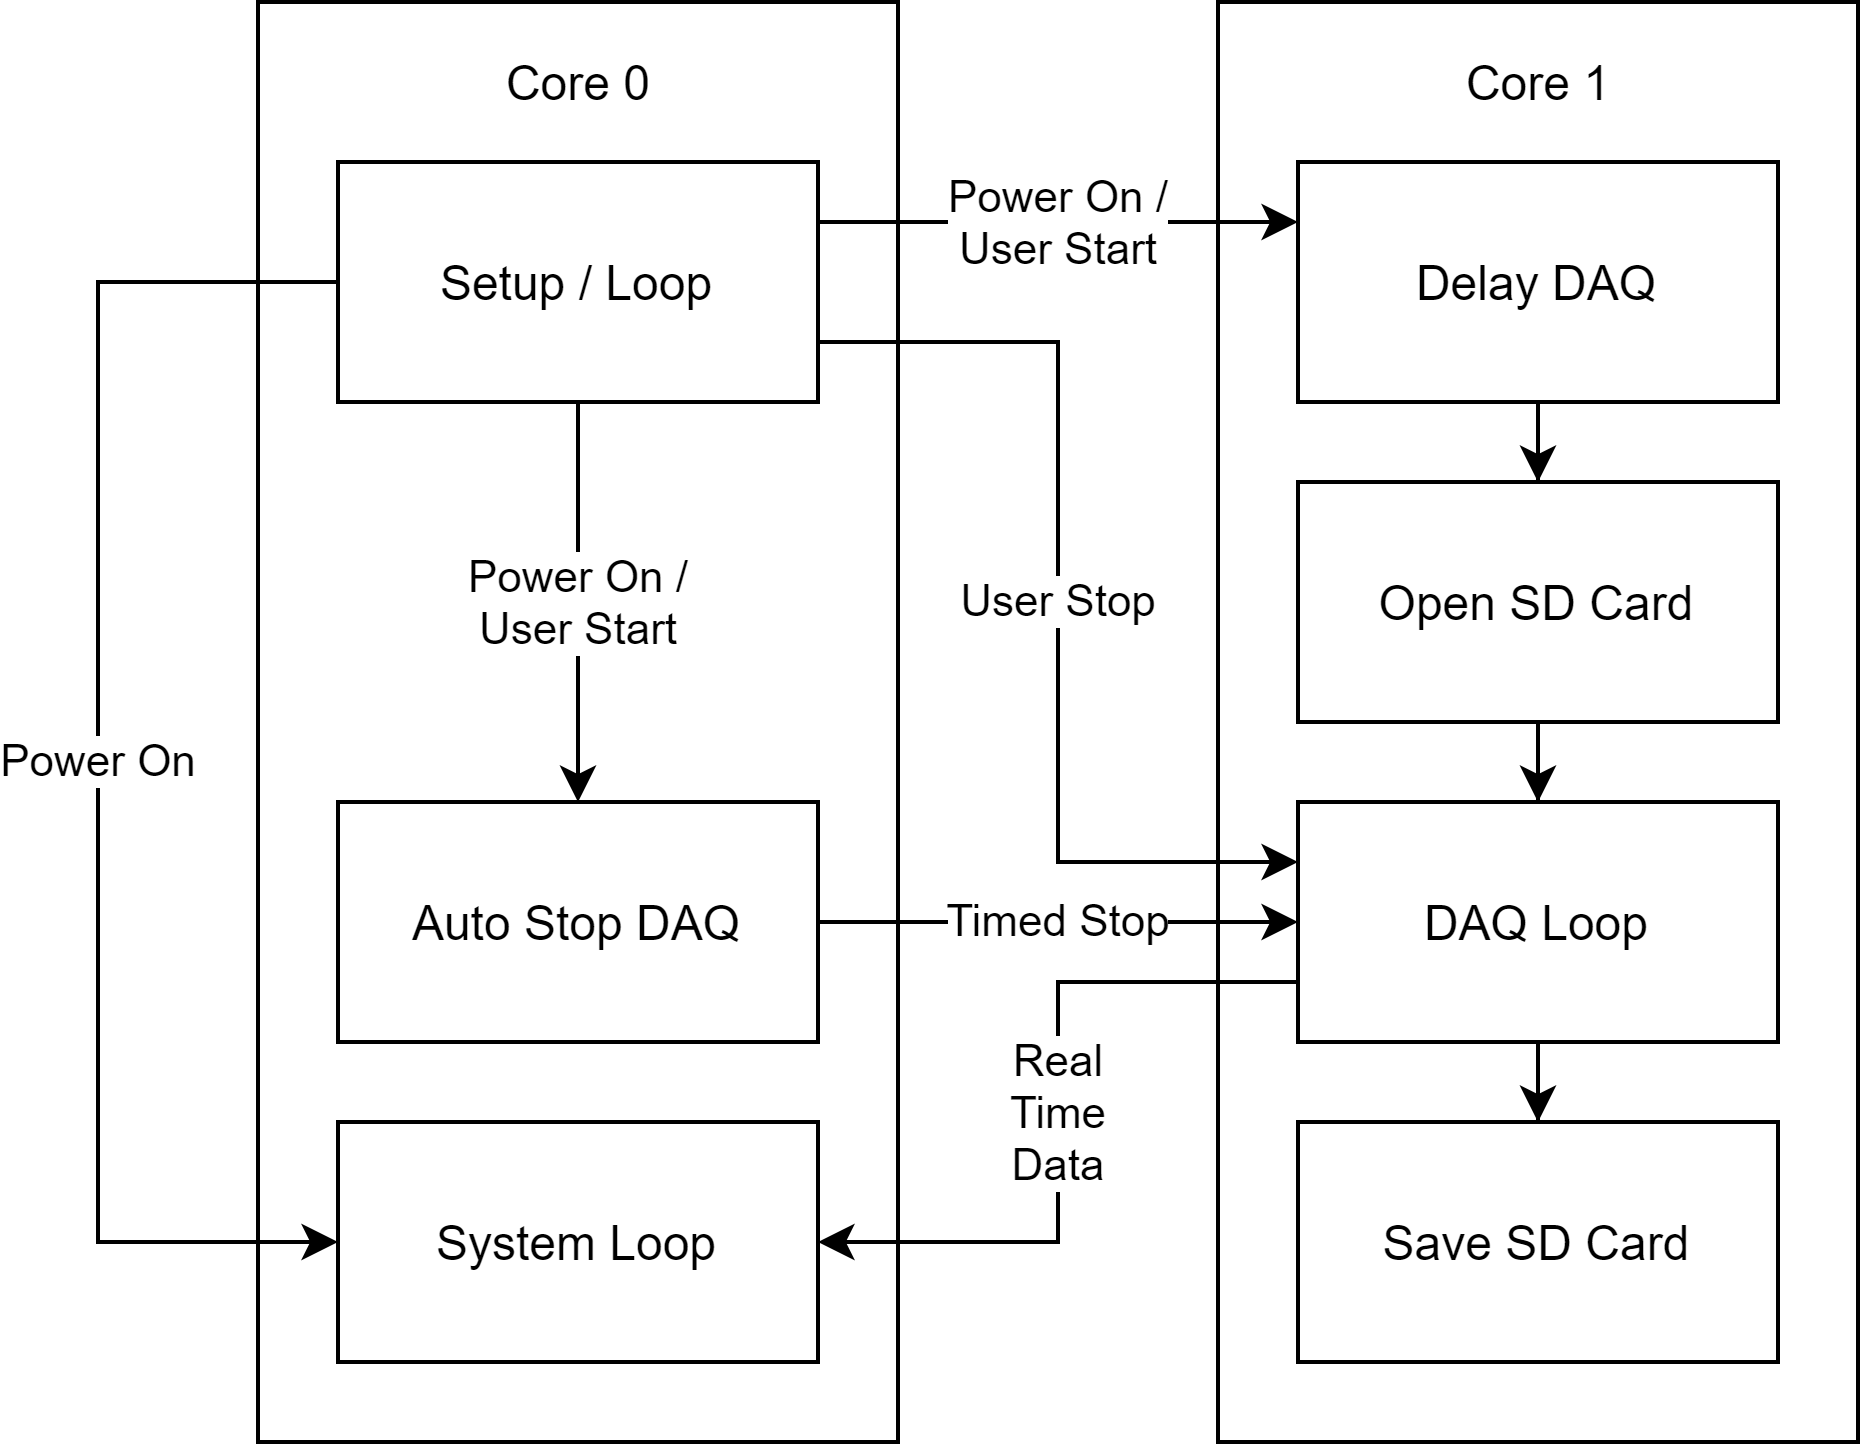 Core 0
Core 1
Setup / Loop
Power On /
User Start
Delay DAQ
Power On /
User Start
User Stop
Open SD Card
Power On
Auto Stop DAQ
Timed Stop
DAQ Loop
Real
Time
Data
System Loop
Save SD Card